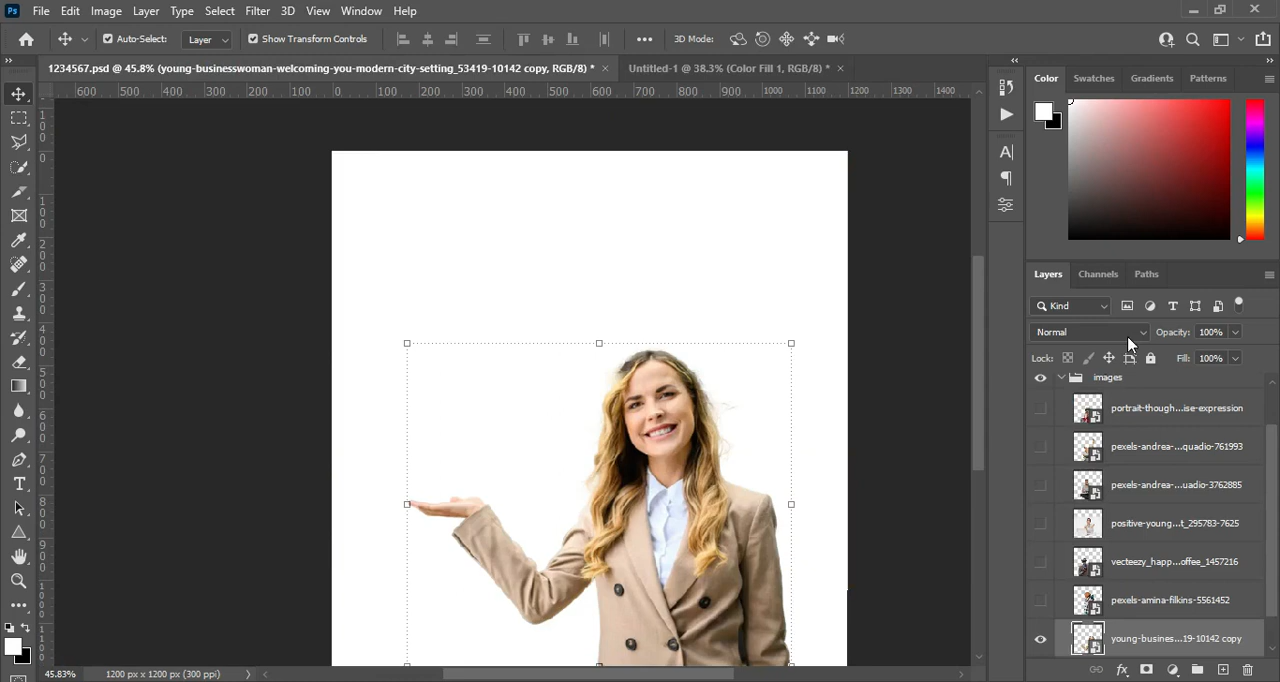 Ps File Edit Image Layer Type Select Filter 3D View Window Help
Auto-Select: Layer Show Transform Controls 3D Mode:
1234567.psd @ 45.8% (young-businesswoman-welcoming-you-modern-city-setting_53419-10142 copy, RGB/8) * × Untitled-1 @ 38.3% (Color Fill 1, RGB/8) * ×
600 500 400 300 200 100 0 100 200 300 400 500 600 700 800 900 1000 1100 1200 1300 1400
Color Swatches Gradients Patterns
Layers Channels Paths
Kind
Normal Opacity: 100%
Lock: Fill: 100%
images
portrait-though...ise-expression
pexels-andrea-...quadio-761993
pexels-andrea-...uadio-3762885
positive-young...t_295783-7625
vecteezy_happ...offee_1457216
pexels-amina-filkins-5561452
young-busines...19-10142 copy
45.83% 1200 px x 1200 px (300 ppi)